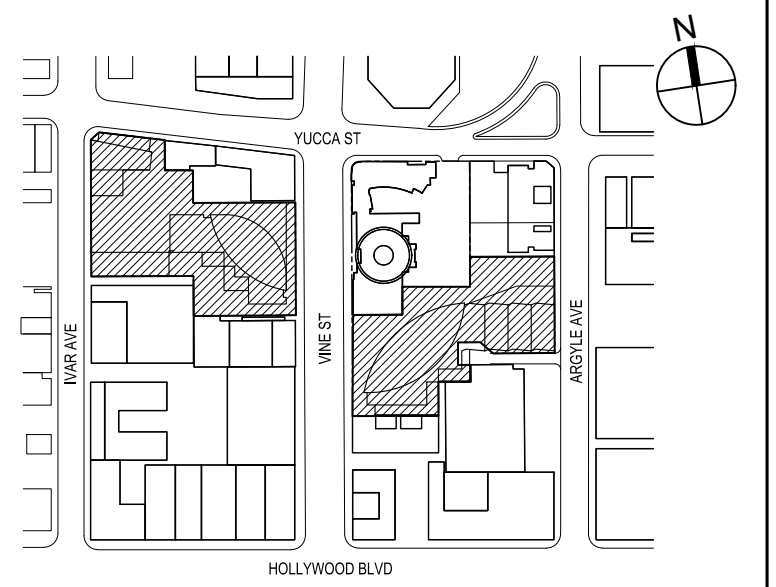 N
YUCCA ST
IVAR AVE
VINE ST
ARGYLE AVE
HOLLYWOOD BLVD